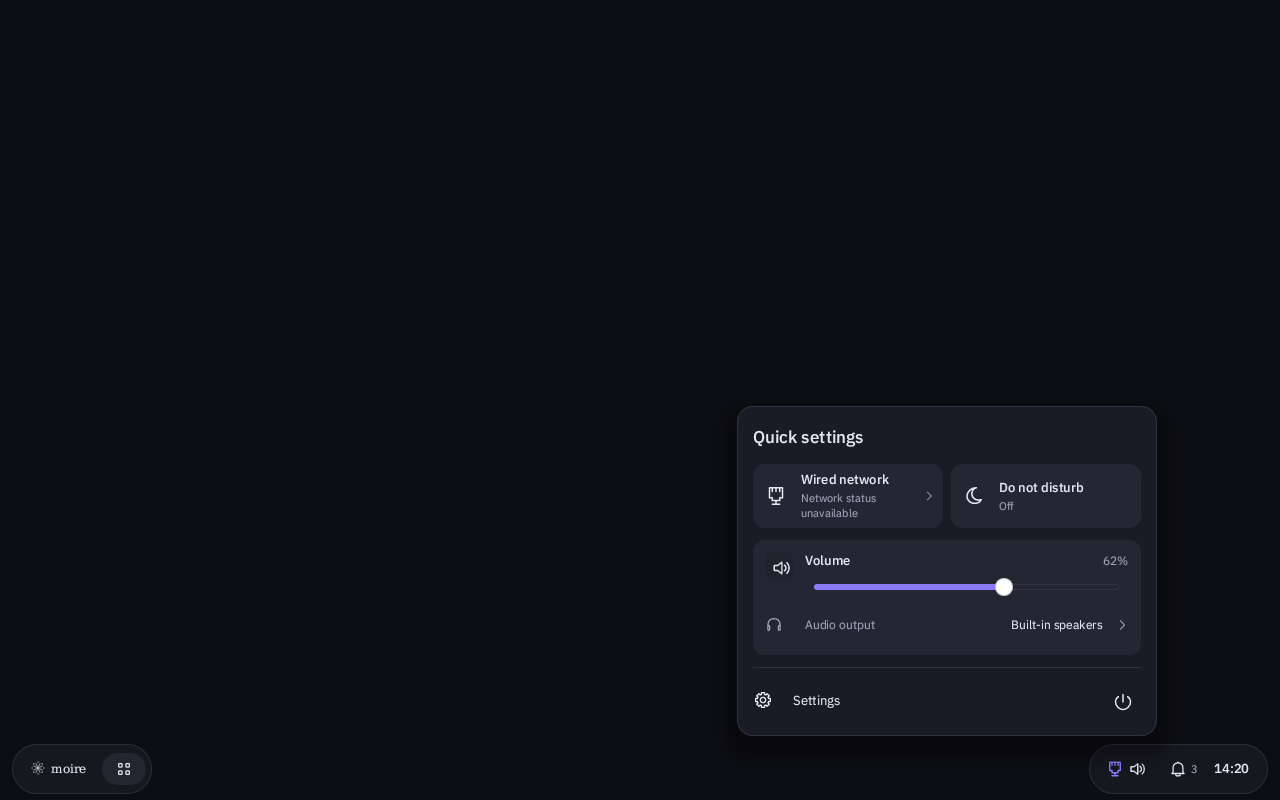 Quick settings
Wired network
Network status
unavailable
Do not disturb
Off
Volume
62%
Audio output
Built-in speakers
Settings
moire
3
14:20